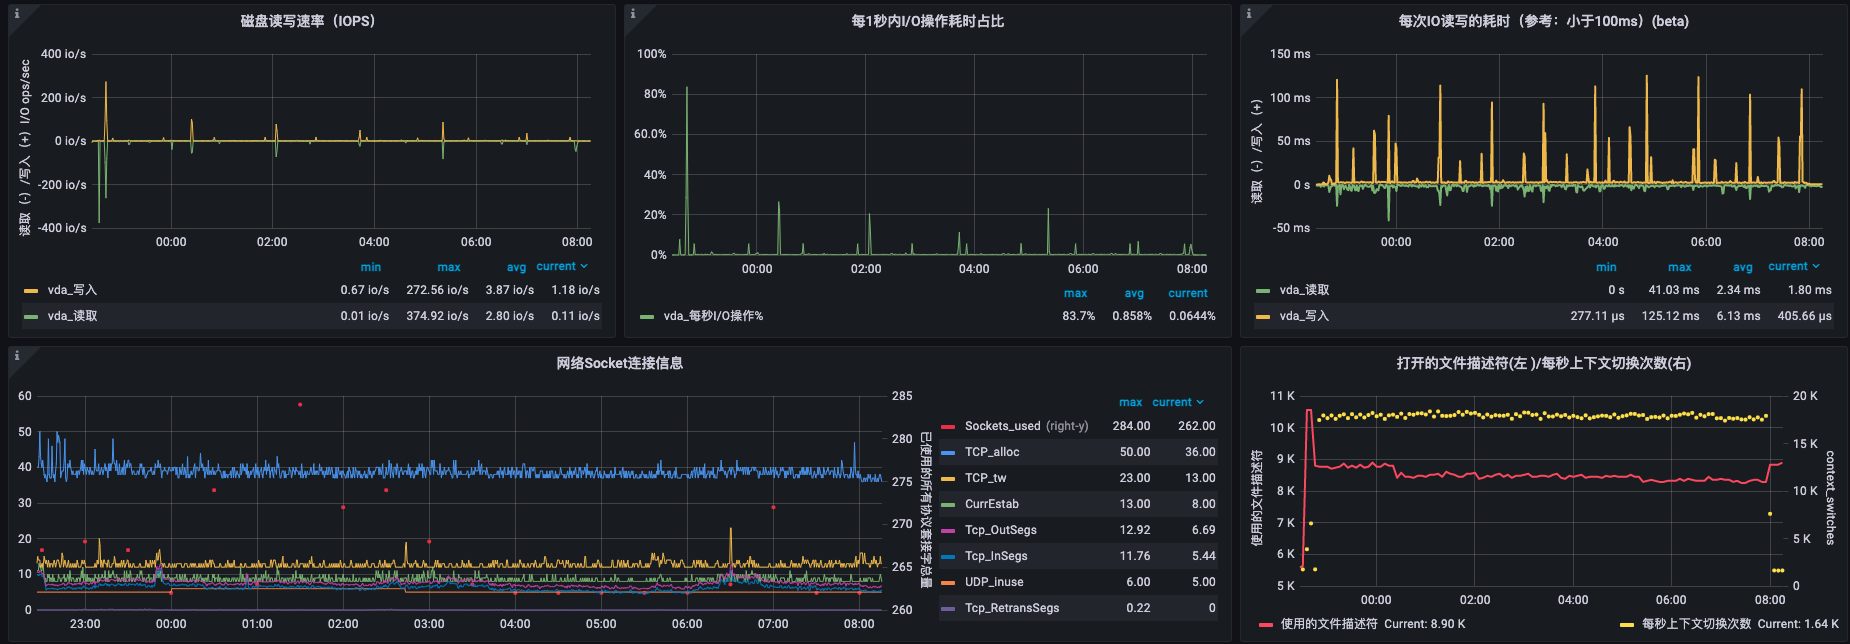 磁盘读写速率（IOPS）
读取（-）/写入（+）I/O ops/sec
400 io/s
200 io/s
0 io/s
-200 io/s
-400 io/s
00:00 02:00 04:00 06:00 08:00
min max avg current
vda_写入 0.67 io/s 272.56 io/s 3.87 io/s 1.18 io/s
vda_读取 0.01 io/s 374.92 io/s 2.80 io/s 0.11 io/s
每1秒内I/O操作耗时占比
100%
80%
60.0%
40%
20%
0%
00:00 02:00 04:00 06:00 08:00
max avg current
vda_每秒I/O操作% 83.7% 0.858% 0.0644%
每次IO读写的耗时（参考：小于100ms）(beta)
读取（-）/写入（+）
150 ms
100 ms
50 ms
0 s
-50 ms
00:00 02:00 04:00 06:00 08:00
min max avg current
vda_读取 0 s 41.03 ms 2.34 ms 1.80 ms
vda_写入 277.11 µs 125.12 ms 6.13 ms 405.66 µs
网络Socket连接信息
60
50
40
30
20
10
0
285
280
275
270
265
260
已使用的所有协议套接字总量
23:00 00:00 01:00 02:00 03:00 04:00 05:00 06:00 07:00 08:00
max current
Sockets_used (right-y) 284.00 262.00
TCP_alloc 50.00 36.00
TCP_tw 23.00 13.00
CurrEstab 13.00 8.00
Tcp_OutSegs 12.92 6.69
Tcp_InSegs 11.76 5.44
UDP_inuse 6.00 5.00
Tcp_RetransSegs 0.22 0
打开的文件描述符(左 )/每秒上下文切换次数(右)
使用的文件描述符
11 K
10 K
9 K
8 K
7 K
6 K
5 K
20 K
15 K
10 K
5 K
0
context_switches
00:00 02:00 04:00 06:00 08:00
使用的文件描述符 Current: 8.90 K 每秒上下文切换次数 Current: 1.64 K